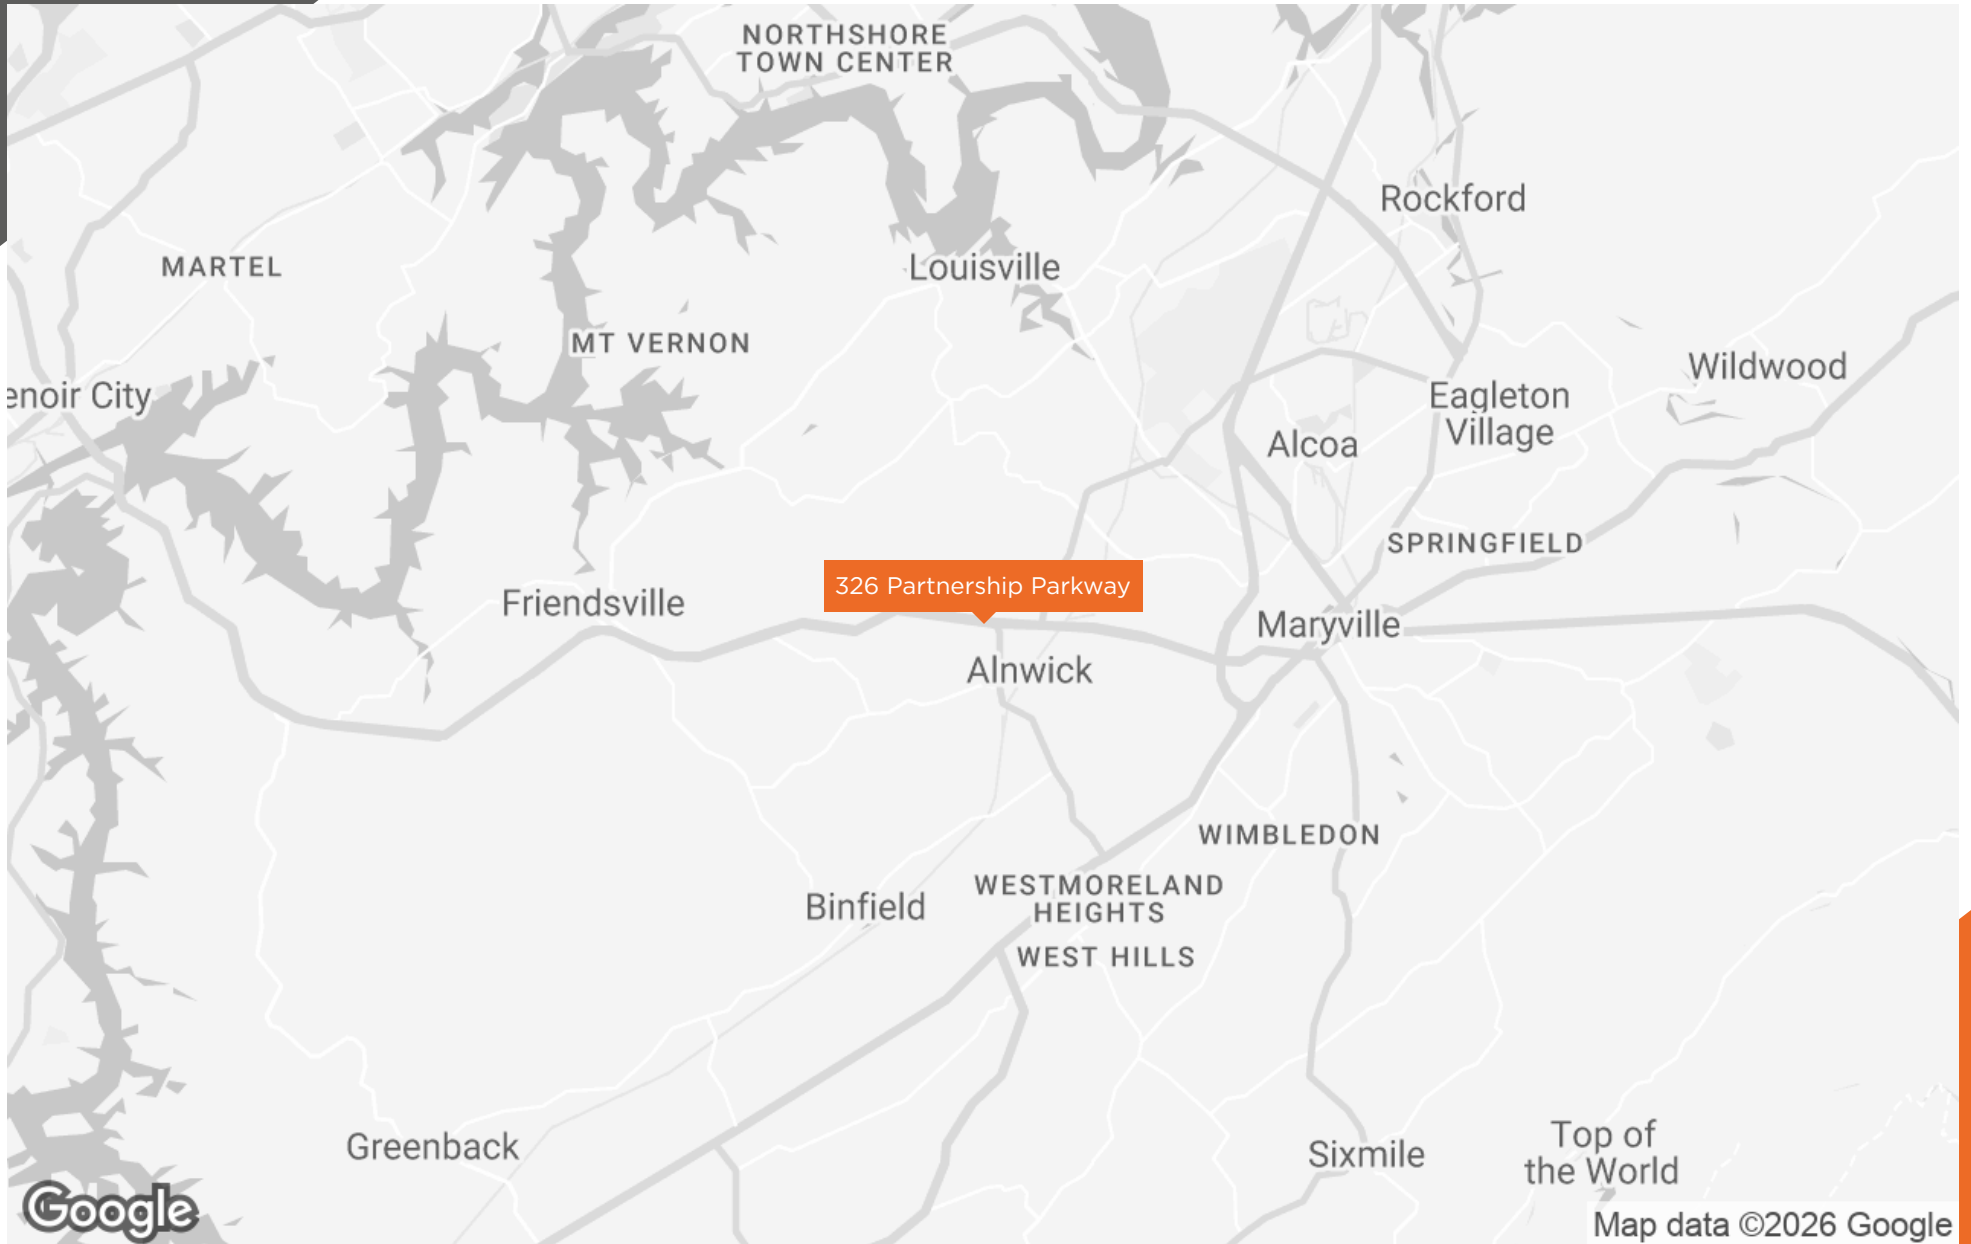 NORTHSHORE
TOWN CENTER
Rockford
MARTEL
Louisville
MT VERNON
Wildwood
enoir City
Eagleton
Village
Alcoa
SPRINGFIELD
326 Partnership Parkway
Friendsville
Maryville
Alnwick
WIMBLEDON
WESTMORELAND
HEIGHTS
Binfield
WEST HILLS
Top of
the World
Greenback
Sixmile
Google
Map data ©2026 Google